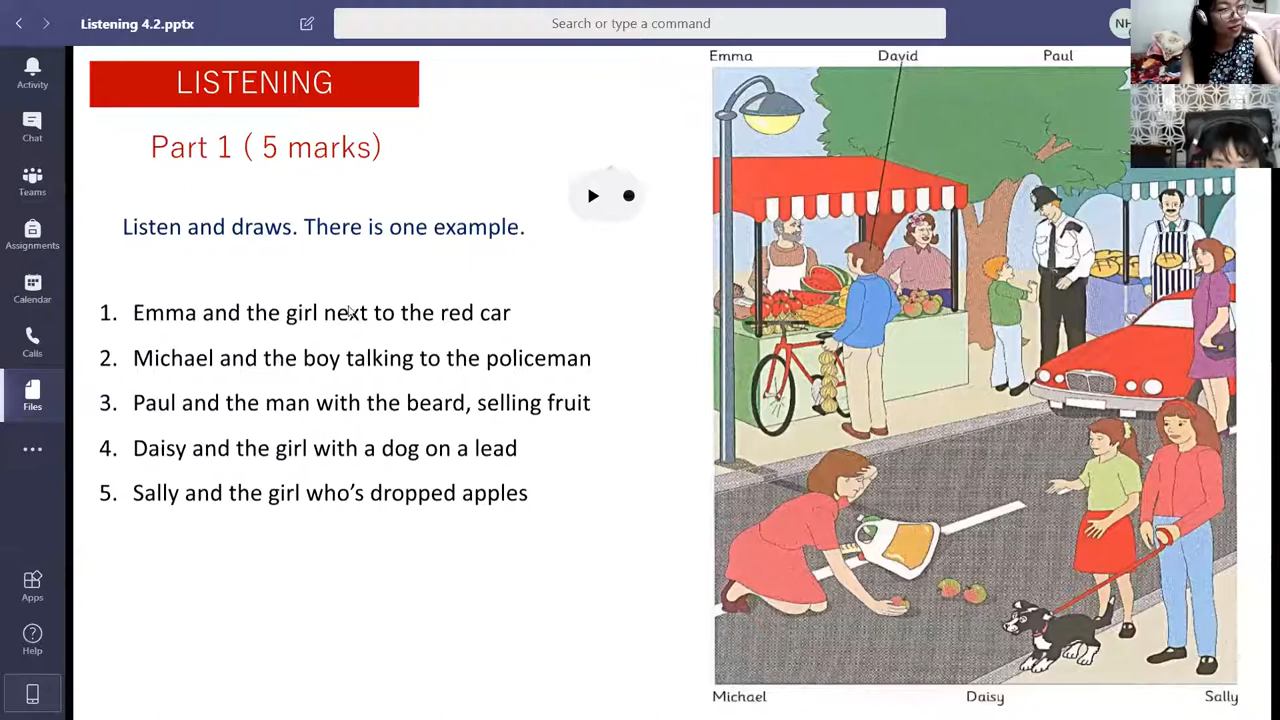 Listening 4.2.pptx
Search or type a command
NH
Activity
Chat
Teams
Assignments
Calendar
Calls
Files
Apps
Help
LISTENING
Part 1 ( 5 marks)
Listen and draws. There is one example.
1. Emma and the girl next to the red car
2. Michael and the boy talking to the policeman
3. Paul and the man with the beard, selling fruit
4. Daisy and the girl with a dog on a lead
5. Sally and the girl who’s dropped apples
Emma David Paul
Michael Daisy Sally